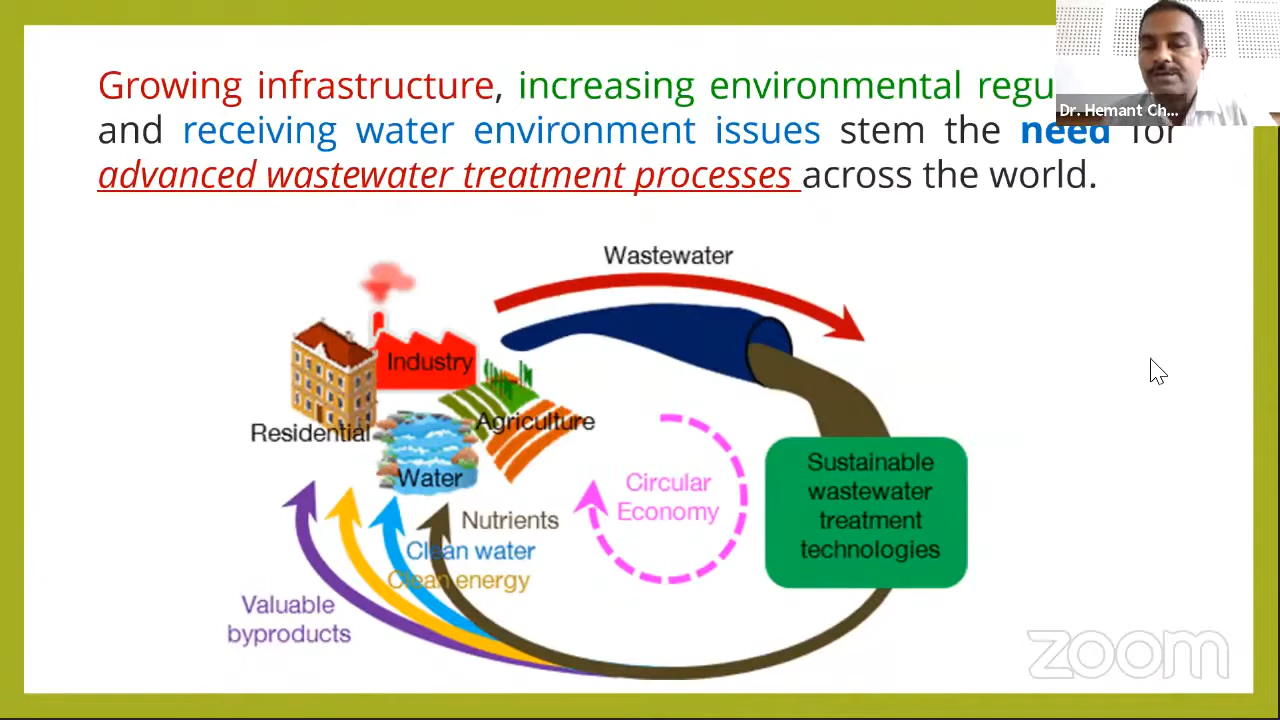 Growing infrastructure, increasing environmental regu
Dr. Hemant Ch...
and receiving water environment issues stem the need for
advanced wastewater treatment processes across the world.
Wastewater
Industry
Agriculture
Residential
Water
Sustainable
wastewater
treatment
technologies
Circular
Economy
Nutrients
Clean water
Clean energy
Valuable
byproducts
zoom